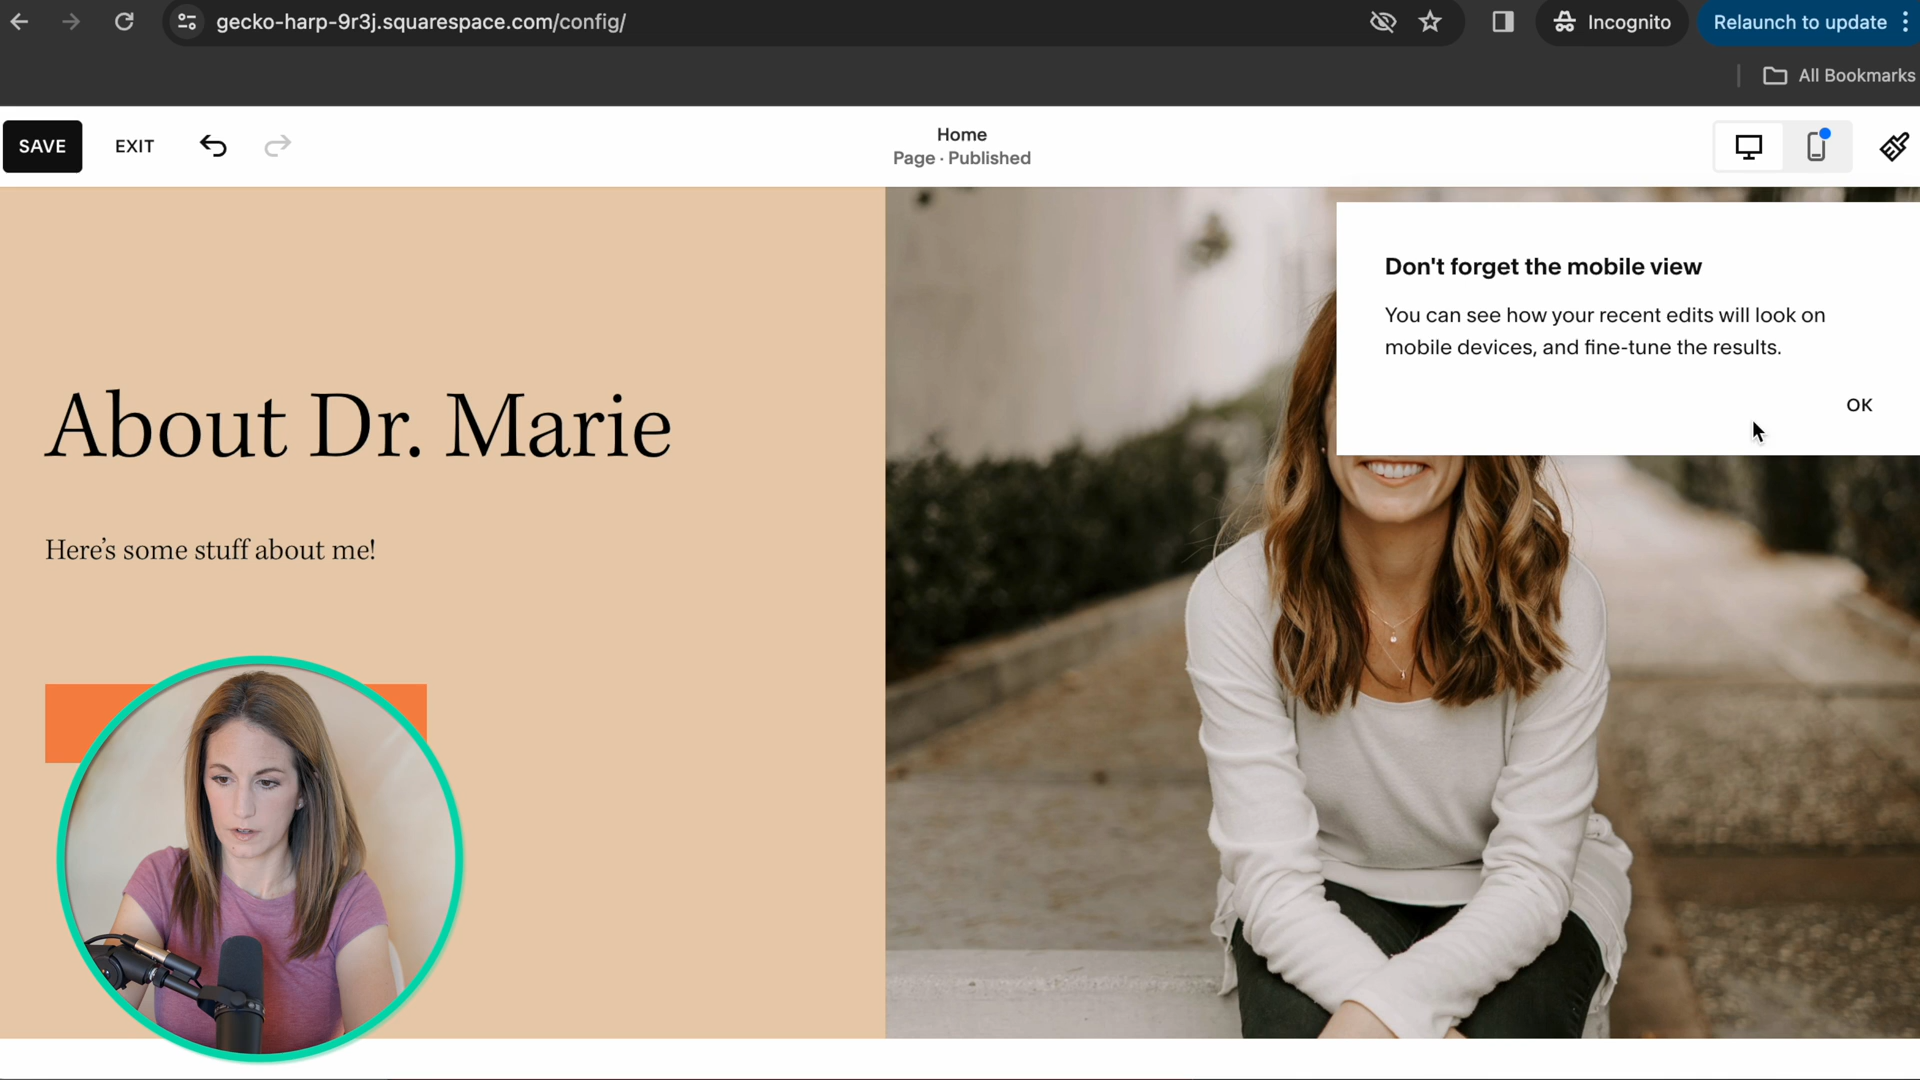 gecko-harp-9r3j.squarespace.com/config/
Incognito
Relaunch to update
All Bookmarks
SAVE
EXIT
Home
Page · Published
Don't forget the mobile view
You can see how your recent edits will look on
mobile devices, and fine-tune the results.
OK
About Dr. Marie
Here's some stuff about me!